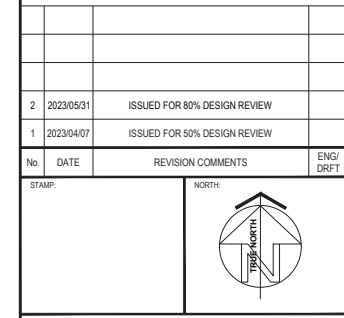 2 2023/05/31 ISSUED FOR 80% DESIGN REVIEW
1 2023/04/07 ISSUED FOR 50% DESIGN REVIEW
No. DATE REVISION COMMENTS ENG/
DRFT
STAMP: NORTH:
TRUE NORTH
N